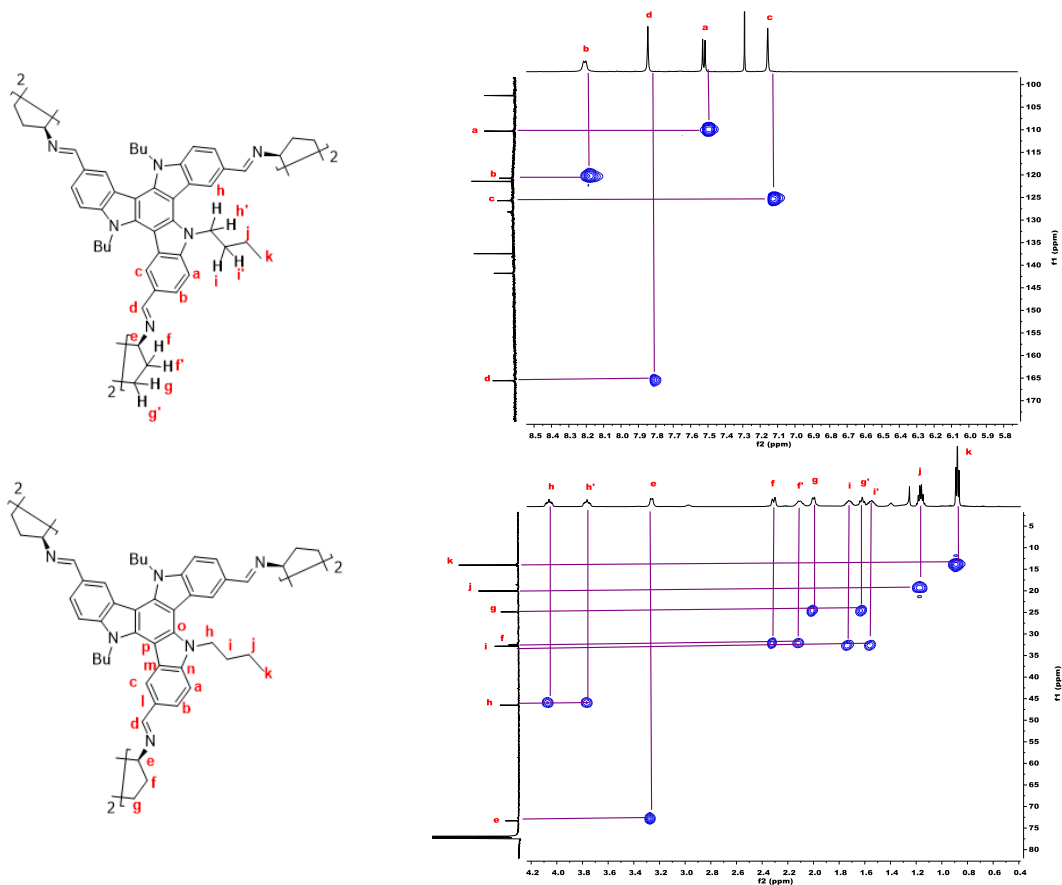 2
N
Bu
N
N
2
h
h'
H
H
N
j
k
N
Bu
H
H
i
i'
c
a
b
d
N
e
H
f
H
f'
2
H
g
H
g'
d
a
c
b
100
105
110
115
120
125
130
135
140
145
150
155
160
165
170
f1 (ppm)
a
b
c
d
8.5 8.4 8.3 8.2 8.1 8.0 7.9 7.8 7.7 7.6 7.5 7.4 7.3 7.2 7.1 7.0 6.9 6.8 6.7 6.6 6.5 6.4 6.3 6.2 6.1 6.0 5.9 5.8
f2 (ppm)
2
N
Bu
N
N
2
o
h
N
i
j
k
N
p
Bu
m
n
c
a
l
b
d
N
e
f
2
g
k
h
h'
e
f
f'
g
i
g'
i'
j
5
10
15
20
25
30
35
40
45
50
55
60
65
70
75
80
f1 (ppm)
k
j
g
f
i
h
e
4.2 4.0 3.8 3.6 3.4 3.2 3.0 2.8 2.6 2.4 2.2 2.0 1.8 1.6 1.4 1.2 1.0 0.8 0.6 0.4
f2 (ppm)